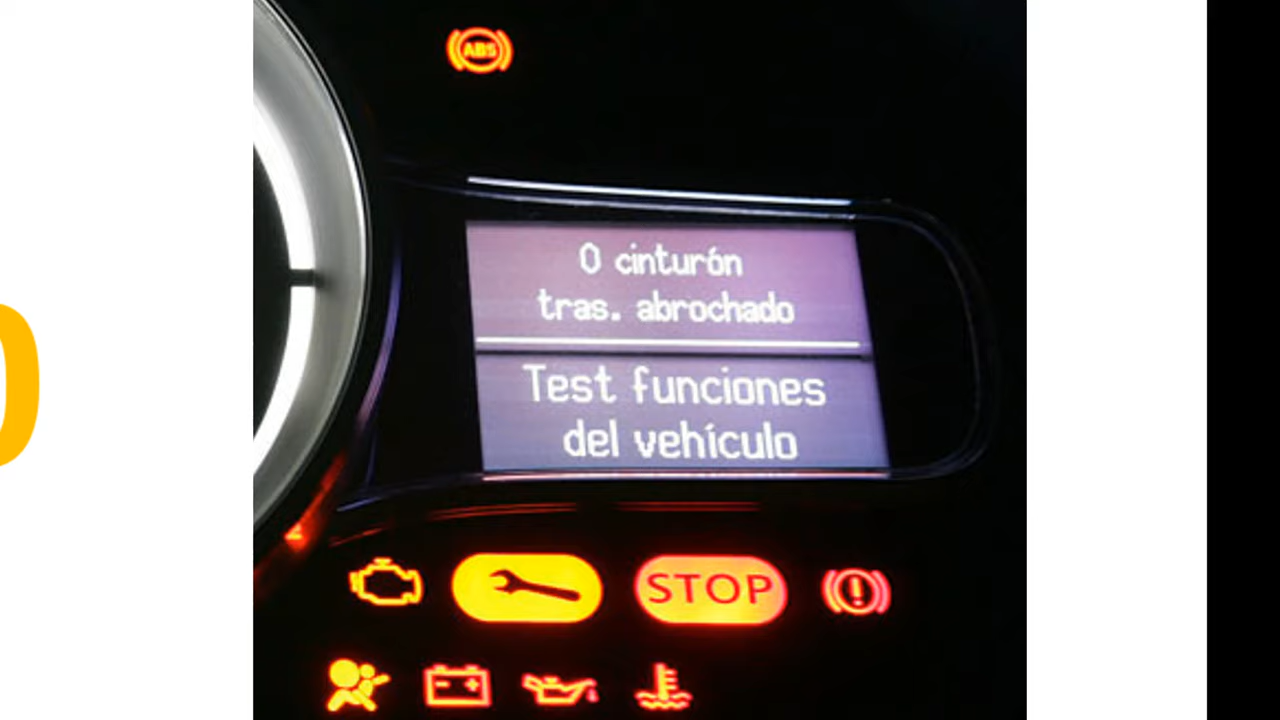 ABS
0 cinturón
tras. abrochado
Test funciones
del vehículo
STOP